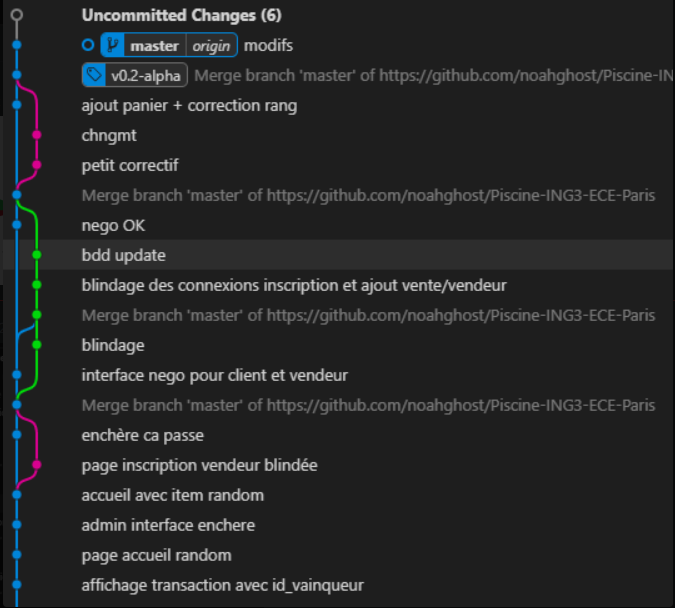 Uncommitted Changes (6)
master origin modifs
v0.2-alpha Merge branch 'master' of https://github.com/noahghost/Piscine-IN
ajout panier + correction rang
chngmt
petit correctif
Merge branch 'master' of https://github.com/noahghost/Piscine-ING3-ECE-Paris
nego OK
bdd update
blindage des connexions inscription et ajout vente/vendeur
Merge branch 'master' of https://github.com/noahghost/Piscine-ING3-ECE-Paris
blindage
interface nego pour client et vendeur
Merge branch 'master' of https://github.com/noahghost/Piscine-ING3-ECE-Paris
enchère ca passe
page inscription vendeur blindée
accueil avec item random
admin interface enchere
page accueil random
affichage transaction avec id_vainqueur